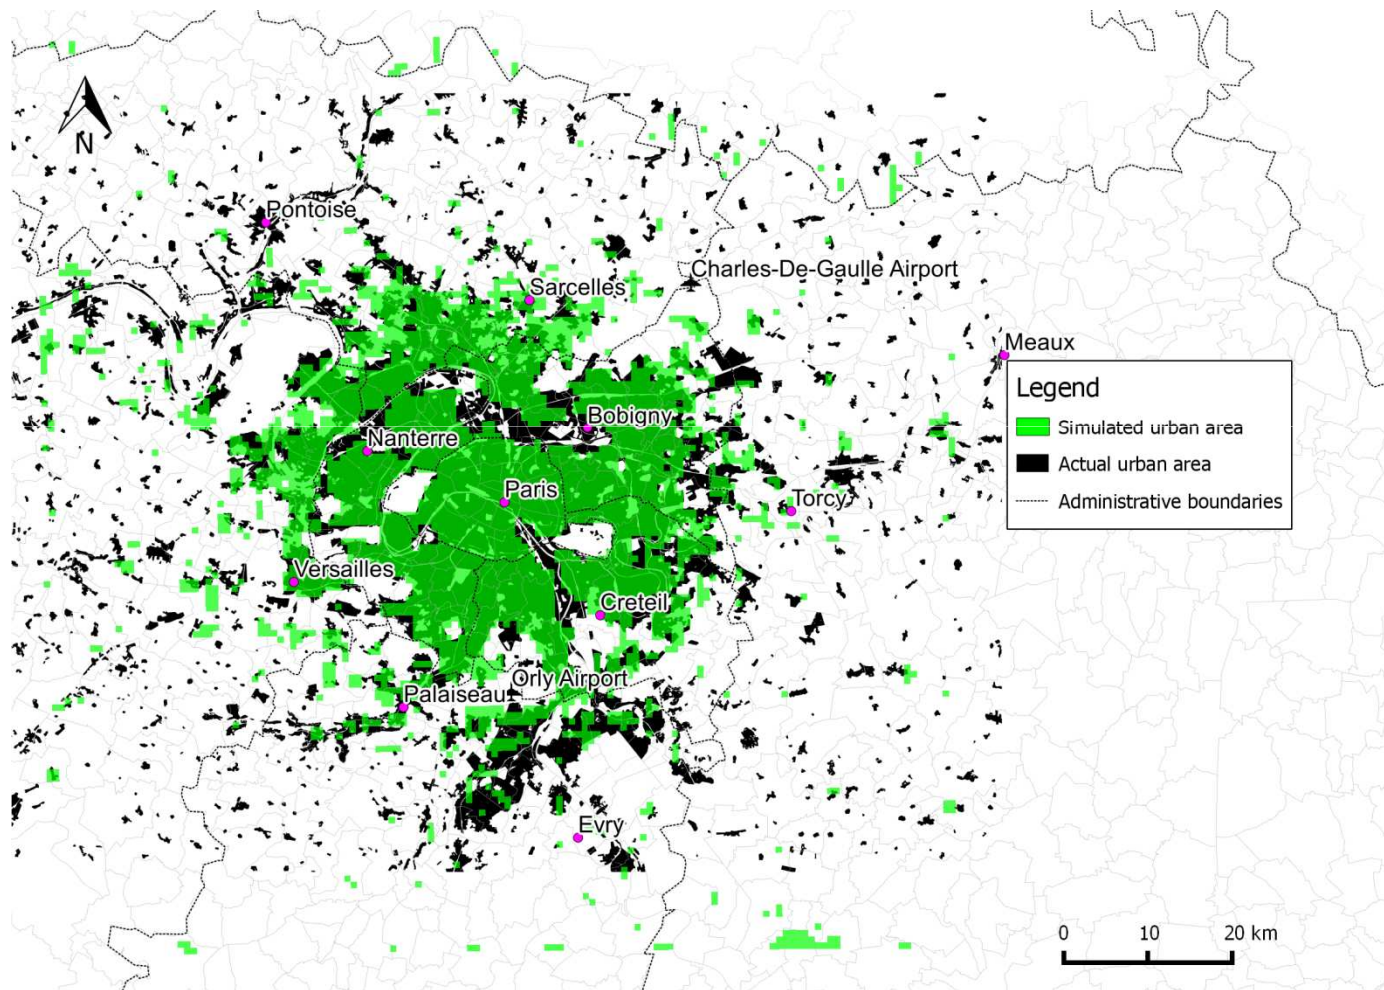 N
Pontoise
Charles-De-Gaulle Airport
Sarcelles
Meaux
Legend
Simulated urban area
Actual urban area
Administrative boundaries
Bobigny
Nanterre
Paris
Torcy
Versailles
Creteil
Orly Airport
Palaiseau
Evry
0 10 20 km